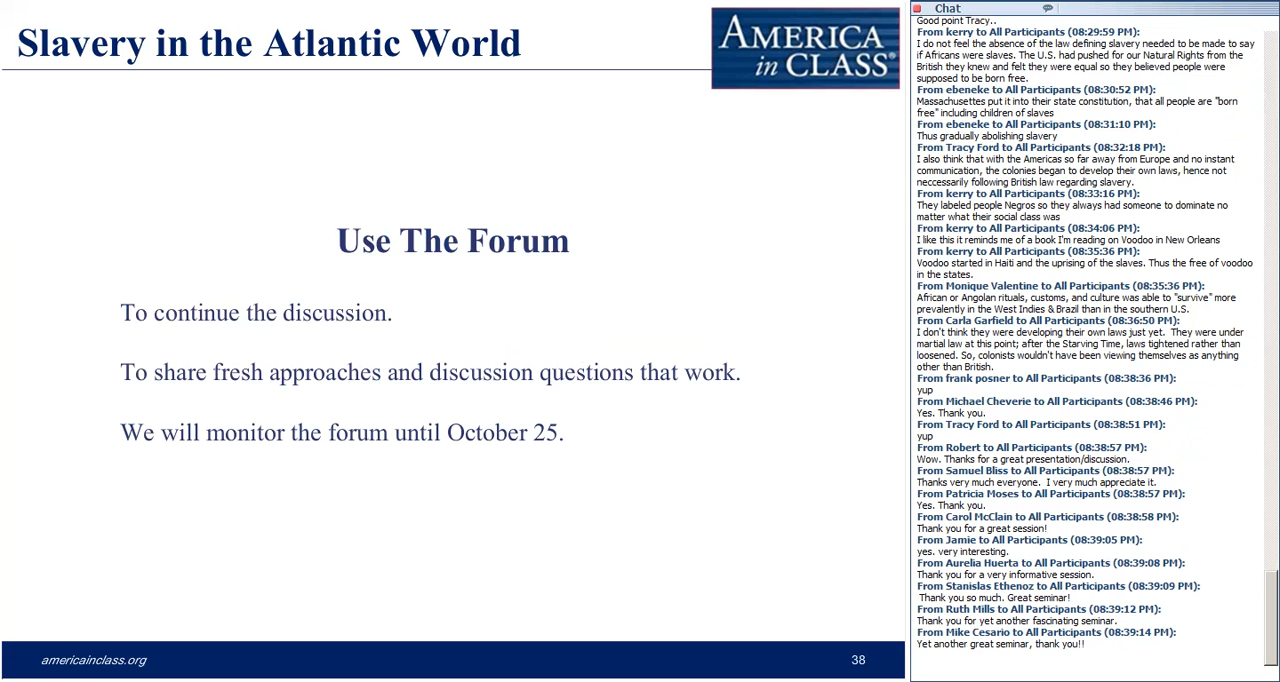 Slavery in the Atlantic World
AMERICA
in CLASS®
Use The Forum
To continue the discussion.
To share fresh approaches and discussion questions that work.
We will monitor the forum until October 25.
americainclass.org
38
Chat
Good point Tracy..
From kerry to All Participants (08:29:59 PM):
I do not feel the absence of the law defining slavery needed to be made to say
if Africans were slaves. The U.S. had pushed for our Natural Rights from the
British they knew and felt they were equal so they believed people were
supposed to be born free.
From ebeneke to All Participants (08:30:52 PM):
Massachusettes put it into their state constitution, that all people are "born
free" including children of slaves
From ebeneke to All Participants (08:31:10 PM):
Thus gradually abolishing slavery
From Tracy Ford to All Participants (08:32:18 PM):
I also think that with the Americas so far away from Europe and no instant
communication, the colonies began to develop their own laws, hence not
neccessarily following British law regarding slavery.
From kerry to All Participants (08:33:16 PM):
They labeled people Negros so they always had someone to dominate no
matter what their social class was
From kerry to All Participants (08:34:06 PM):
I like this it reminds me of a book I'm reading on Voodoo in New Orleans
From kerry to All Participants (08:35:36 PM):
Voodoo started in Haiti and the uprising of the slaves. Thus the free of voodoo
in the states.
From Monique Valentine to All Participants (08:35:36 PM):
African or Angolan rituals, customs, and culture was able to "survive" more
prevalently in the West Indies & Brazil than in the southern U.S.
From Carla Garfield to All Participants (08:36:50 PM):
I don't think they were developing their own laws just yet.  They were under
martial law at this point; after the Starving Time, laws tightened rather than
loosened. So, colonists wouldn't have been viewing themselves as anything
other than British.
From frank posner to All Participants (08:38:36 PM):
yup
From Michael Cheverie to All Participants (08:38:46 PM):
Yes. Thank you.
From Tracy Ford to All Participants (08:38:51 PM):
yup
From Robert to All Participants (08:38:57 PM):
Wow. Thanks for a great presentation/discussion.
From Samuel Bliss to All Participants (08:38:57 PM):
Thanks very much everyone.  I very much appreciate it.
From Patricia Moses to All Participants (08:38:57 PM):
Yes. Thank you.
From Carol McClain to All Participants (08:38:58 PM):
Thank you for a great session!
From Jamie to All Participants (08:39:05 PM):
yes. very interesting.
From Aurelia Huerta to All Participants (08:39:08 PM):
Thank you for a very informative session.
From Stanislas Ethenoz to All Participants (08:39:09 PM):
Thank you so much. Great seminar!
From Ruth Mills to All Participants (08:39:12 PM):
Thank you for yet another fascinating seminar.
From Mike Cesario to All Participants (08:39:14 PM):
Yet another great seminar, thank you!!